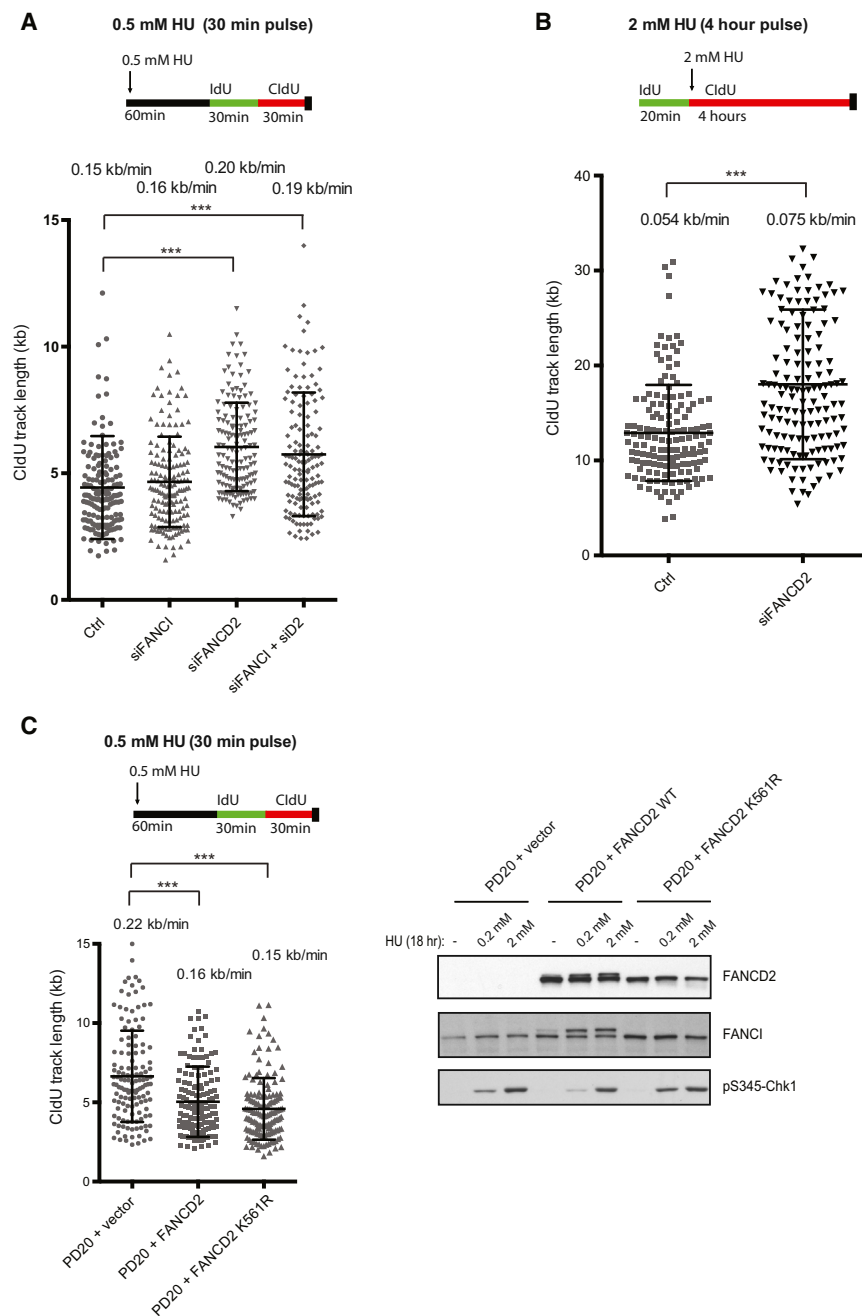 A
0.5 mM HU (30 min pulse)
0.5 mM HU
IdU CldU
60min 30min 30min
0.15 kb/min
0.16 kb/min
0.20 kb/min
0.19 kb/min
***
***
15
10
5
0
CldU track length (kb)
Ctrl
siFANCI
siFANCD2
siFANCI + siD2
B
2 mM HU (4 hour pulse)
2 mM HU
IdU CldU
20min 4 hours
***
0.054 kb/min 0.075 kb/min
40
30
20
10
0
CldU track length (kb)
Ctrl
siFANCD2
C
0.5 mM HU (30 min pulse)
0.5 mM HU
IdU CldU
60min 30min 30min
***
***
0.22 kb/min
0.16 kb/min
0.15 kb/min
15
10
5
0
CldU track length (kb)
PD20 + vector
PD20 + FANCD2
PD20 + FANCD2 K561R
PD20 + vector
PD20 + FANCD2 WT
PD20 + FANCD2 K561R
HU (18 hr): - 0.2 mM 2 mM - 0.2 mM 2 mM - 0.2 mM 2 mM
FANCD2
FANCI
pS345-Chk1